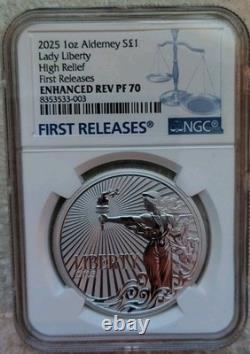 2025 1oz Alderney S£1
Lady Liberty
High Relief
First Releases
ENHANCED REV PF 70
8353533-003
FIRST RELEASES®
NGC®
LIBERTY
2025